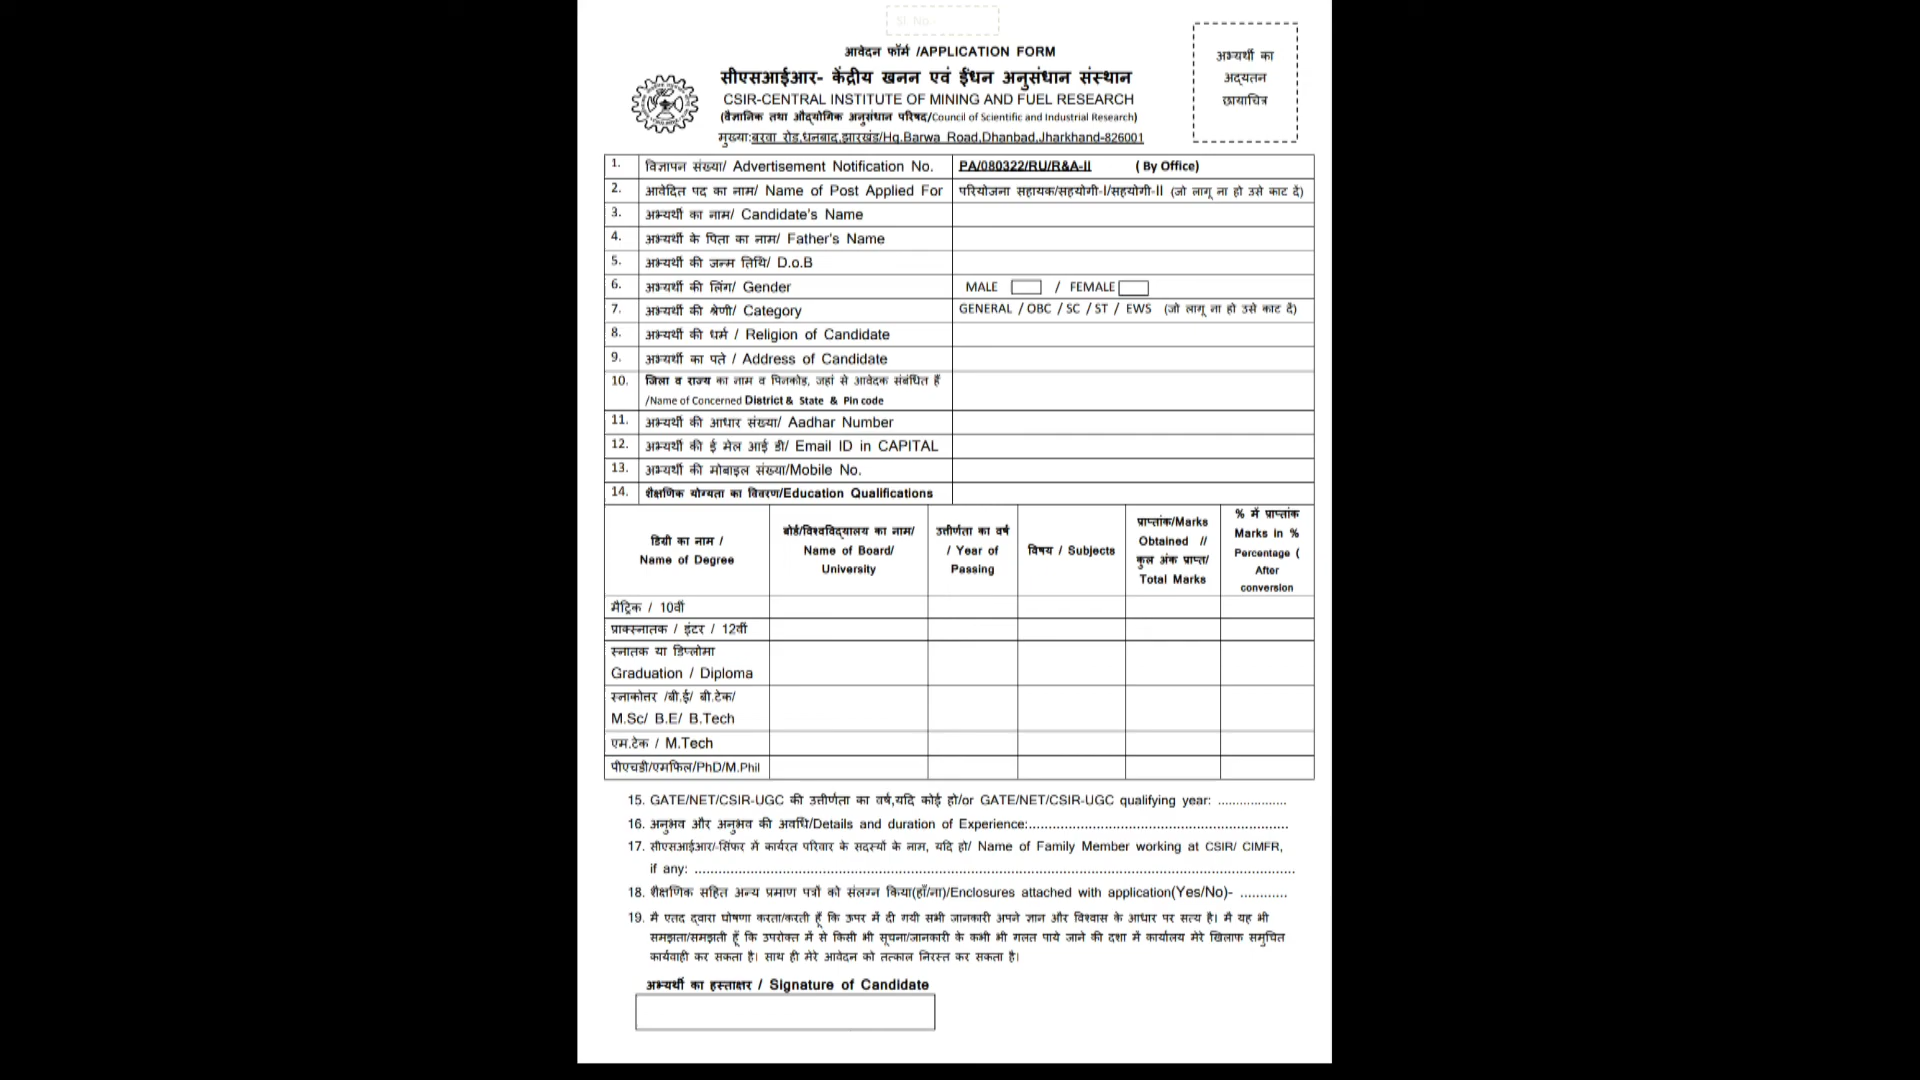 Sl No-
आवेदन फॉर्म /APPLICATION FORM
सीएसआईआर- केंद्रीय खनन एवं ईंधन अनुसंधान संस्थान
CSIR-CENTRAL INSTITUTE OF MINING AND FUEL RESEARCH
(वैज्ञानिक तथा औद्योगिक अनुसंधान परिषद/Council of Scientific and Industrial Research)
मुख्या:बरवा रोड,धनबाद,झारखंड/Hq.Barwa Road,Dhanbad,Jharkhand-826001
अभ्यर्थी का
अद्यतन
छायाचित्र
1. विज्ञापन संख्या/ Advertisement Notification No. PA/080322/RU/R&A-II ( By Office)
2. आवेदित पद का नाम/ Name of Post Applied For परियोजना सहायक/सहयोगी-I/सहयोगी-II (जो लागू ना हो उसे काट दें)
3. अभ्यर्थी का नाम/ Candidate's Name
4. अभ्यर्थी के पिता का नाम/ Father's Name
5. अभ्यर्थी की जन्म तिथि/ D.o.B
6. अभ्यर्थी की लिंग/ Gender MALE / FEMALE
7. अभ्यर्थी की श्रेणी/ Category GENERAL / OBC / SC / ST / EWS (जो लागू ना हो उसे काट दें)
8. अभ्यर्थी की धर्म / Religion of Candidate
9. अभ्यर्थी का पते / Address of Candidate
10. जिला व राज्य का नाम व पिनकोड, जहां से आवेदक संबंधित हैं
/Name of Concerned District & State & Pin code
11. अभ्यर्थी की आधार संख्या/ Aadhar Number
12. अभ्यर्थी की ई मेल आई डी/ Email ID in CAPITAL
13. अभ्यर्थी की मोबाइल संख्या/Mobile No.
14. शैक्षणिक योग्यता का विवरण/Education Qualifications
डिग्री का नाम /
Name of Degree
बोर्ड/विश्वविद्यालय का नाम/
Name of Board/
University
उत्तीर्णता का वर्ष
/ Year of
Passing
विषय / Subjects
प्राप्तांक/Marks
Obtained //
कुल अंक प्राप्त/
Total Marks
% में प्राप्तांक
Marks in %
Percentage (
After
conversion
मैट्रिक / 10वीं
प्राक्स्नातक / इंटर / 12वीं
स्नातक या डिप्लोमा
Graduation / Diploma
स्नाकोत्तर /बी.ई/ बी.टेक/
M.Sc/ B.E/ B.Tech
एम.टेक / M.Tech
पीएचडी/एमफिल/PhD/M.Phil
15. GATE/NET/CSIR-UGC की उत्तीर्णता का वर्ष,यदि कोई हो/or GATE/NET/CSIR-UGC qualifying year: ...................
16. अनुभव और अनुभव की अवधि/Details and duration of Experience:..............................................................
17. सीएसआईआर/-सिंफर में कार्यरत परिवार के सदस्यों के नाम, यदि हो/ Name of Family Member working at CSIR/ CIMFR,
if any: ..............................................................................................................................................
18. शैक्षणिक सहित अन्य प्रमाण पत्रों को संलग्न किया(हाँ/ना)/Enclosures attached with application(Yes/No)- ............
19. मै एतद द्वारा घोषणा करता/करती हूँ कि ऊपर में दी गयी सभी जानकारी अपने ज्ञान और विश्वास के आधार पर सत्य है। मै यह भी
समझता/समझती हूँ कि उपरोक्त में से किसी भी सूचना/जानकारी के कभी भी गलत पाये जाने की दशा में कार्यालय मेरे खिलाफ समुचित
कार्यवाही कर सकता है। साथ ही मेरे आवेदन को तत्काल निरस्त कर सकता है।
अभ्यर्थी का हस्ताक्षर / Signature of Candidate